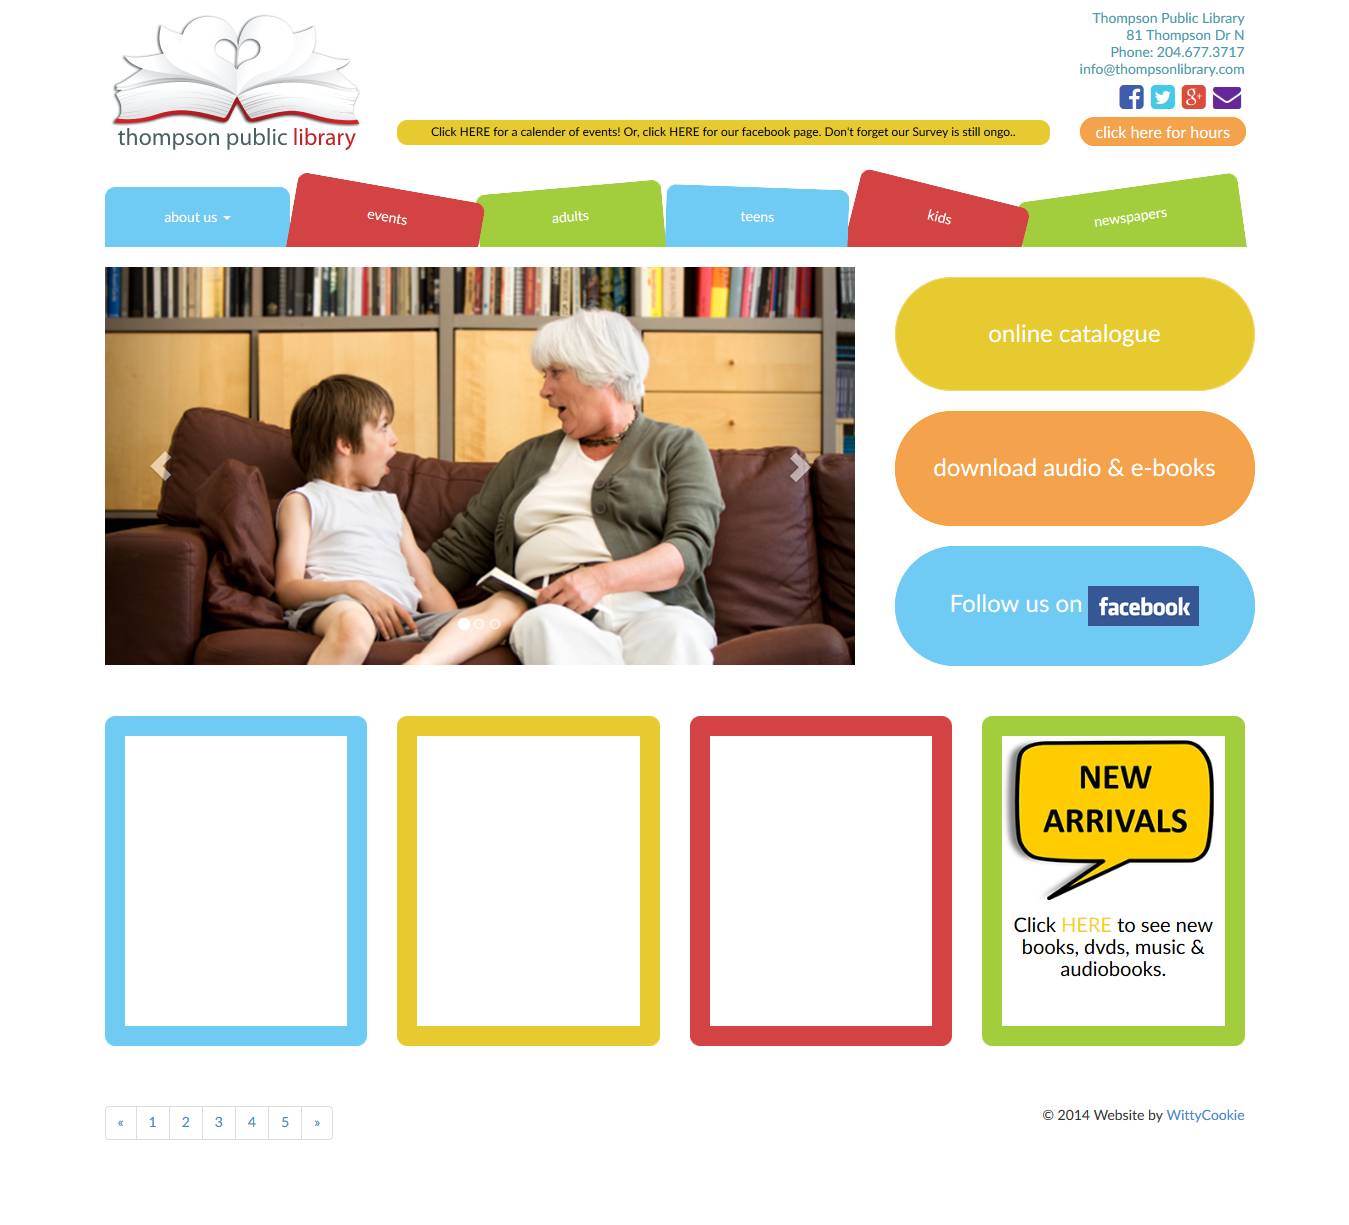 thompson public library
Thompson Public Library
81 Thompson Dr N
Phone: 204.677.3717
info@thompsonlibrary.com
Click HERE for a calender of events! Or, click HERE for our facebook page. Don't forget our Survey is still ongo..
click here for hours
about us
events
adults
teens
kids
newspapers
online catalogue
download audio & e-books
Follow us on facebook
NEW
ARRIVALS
Click HERE to see new
books, dvds, music &
audiobooks.
« 1 2 3 4 5 »
© 2014 Website by WittyCookie